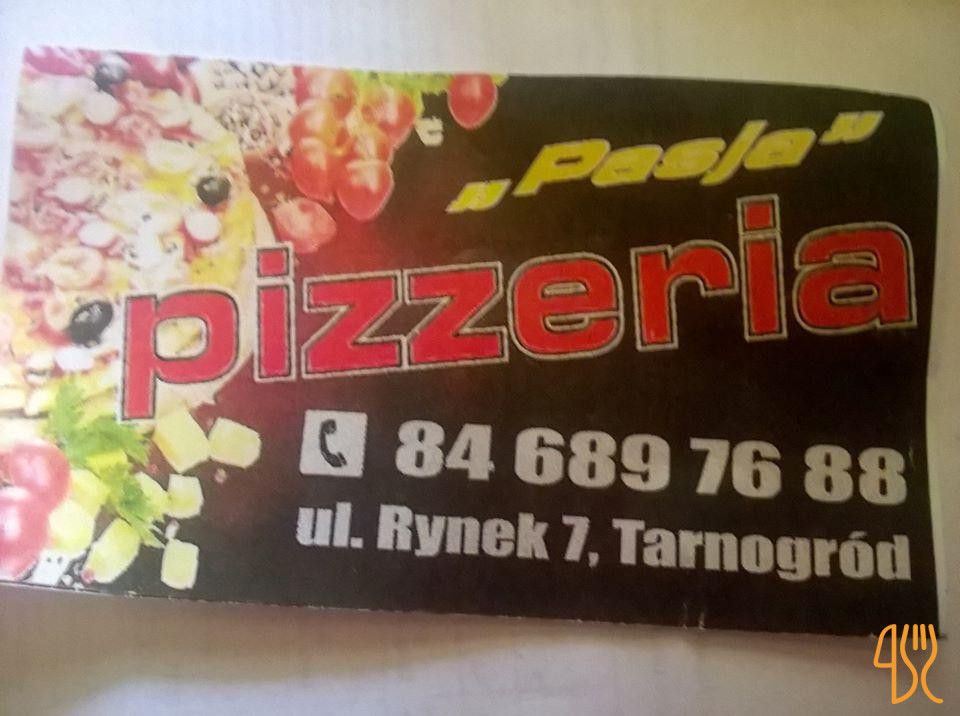 „Pasja”
pizzeria
84 689 76 88
ul. Rynek 7, Tarnogród